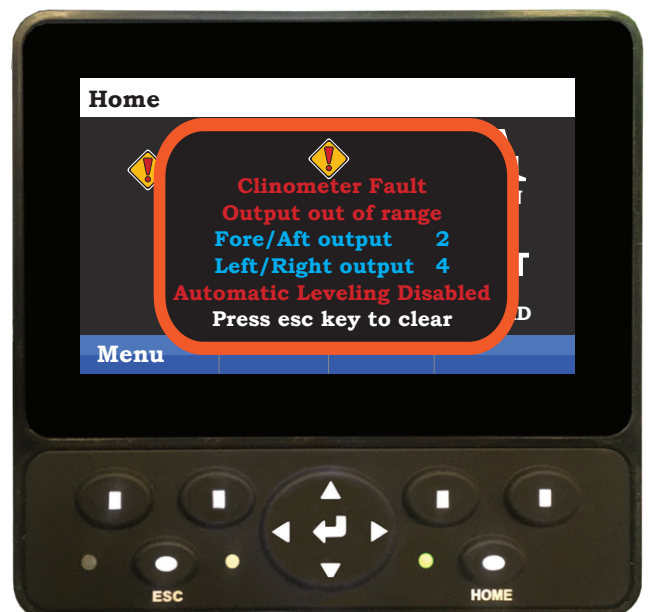 Home
Clinometer Fault
Output out of range
Fore/Aft output 2
Left/Right output 4
Automatic Leveling Disabled
Press esc key to clear
D
Menu
ESC
HOME